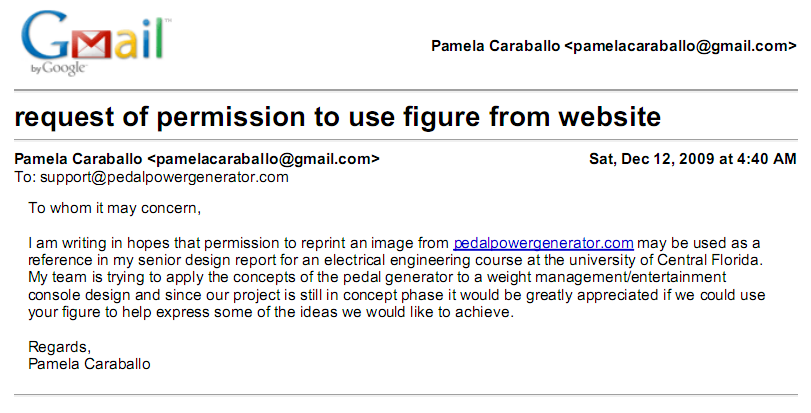 Gmail™
by Google
Pamela Caraballo <pamelacaraballo@gmail.com>
request of permission to use figure from website
Pamela Caraballo <pamelacaraballo@gmail.com> Sat, Dec 12, 2009 at 4:40 AM
To: support@pedalpowergenerator.com
To whom it may concern,
I am writing in hopes that permission to reprint an image from pedalpowergenerator.com may be used as a
reference in my senior design report for an electrical engineering course at the university of Central Florida.
My team is trying to apply the concepts of the pedal generator to a weight management/entertainment
console design and since our project is still in concept phase it would be greatly appreciated if we could use
your figure to help express some of the ideas we would like to achieve.
Regards,
Pamela Caraballo